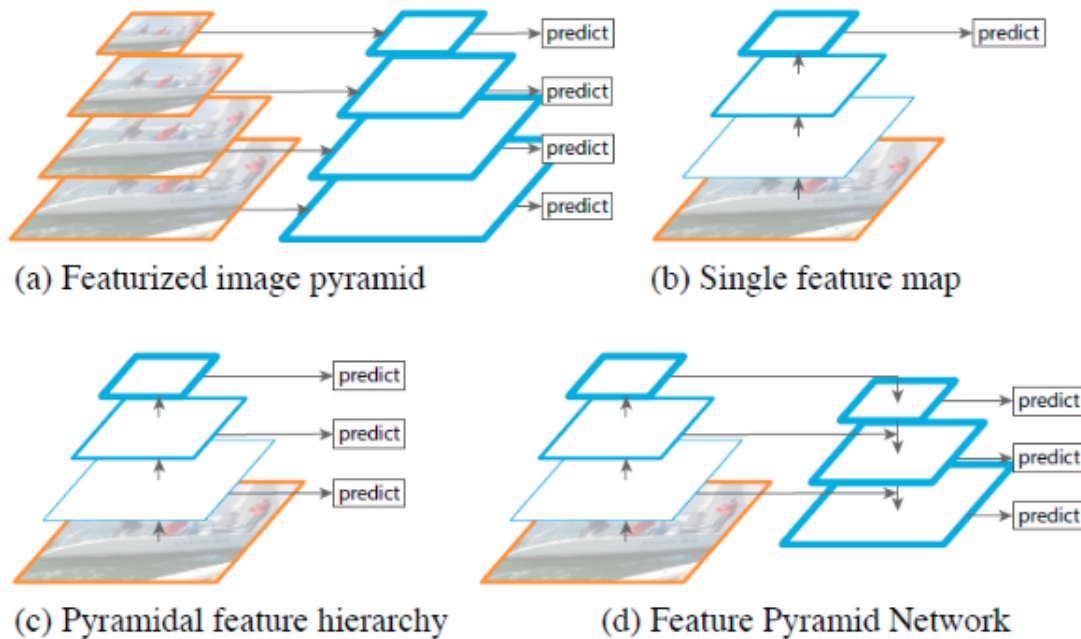 predict
predict
predict
predict
(a) Featurized image pyramid
predict
(b) Single feature map
predict
predict
predict
(c) Pyramidal feature hierarchy
predict
predict
predict
(d) Feature Pyramid Network